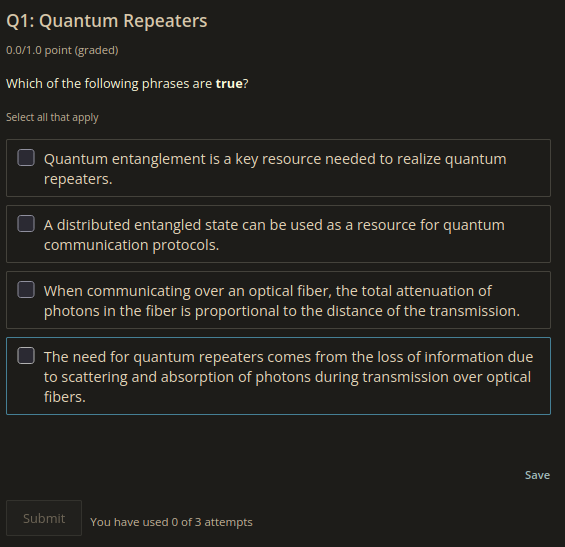 Q1: Quantum Repeaters
0.0/1.0 point (graded)
Which of the following phrases are true?
Select all that apply
Quantum entanglement is a key resource needed to realize quantum
repeaters.
A distributed entangled state can be used as a resource for quantum
communication protocols.
When communicating over an optical fiber, the total attenuation of
photons in the fiber is proportional to the distance of the transmission.
The need for quantum repeaters comes from the loss of information due
to scattering and absorption of photons during transmission over optical
fibers.
Save
Submit
You have used 0 of 3 attempts